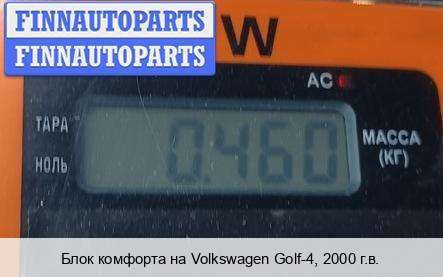 FINNAUTOPARTS
FINNAUTOPARTS
W
AC
ТАРА
НОЛЬ
0.460
МАССА
(КГ)
Блок комфорта на Volkswagen Golf-4, 2000 г.в.